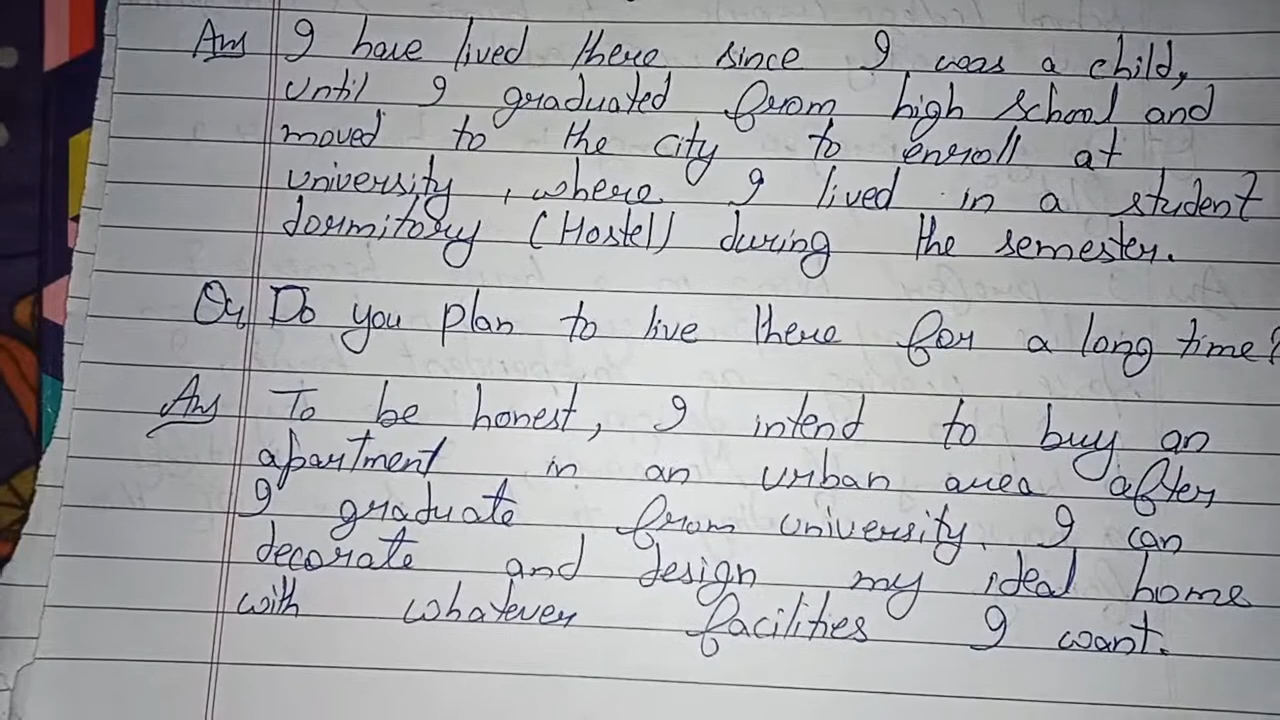 Ans I have lived there since I was a child,
until I graduated from high school and
moved to the city to enroll at
university, where I lived in a student
dormitory (Hostel) during the semester.
Q, Do you plan to live there for a long time?
Ans To be honest, I intend to buy an
apartment in an urban area after
I graduate from university. I can
decorate and design my ideal home
with whatever facilities I want.